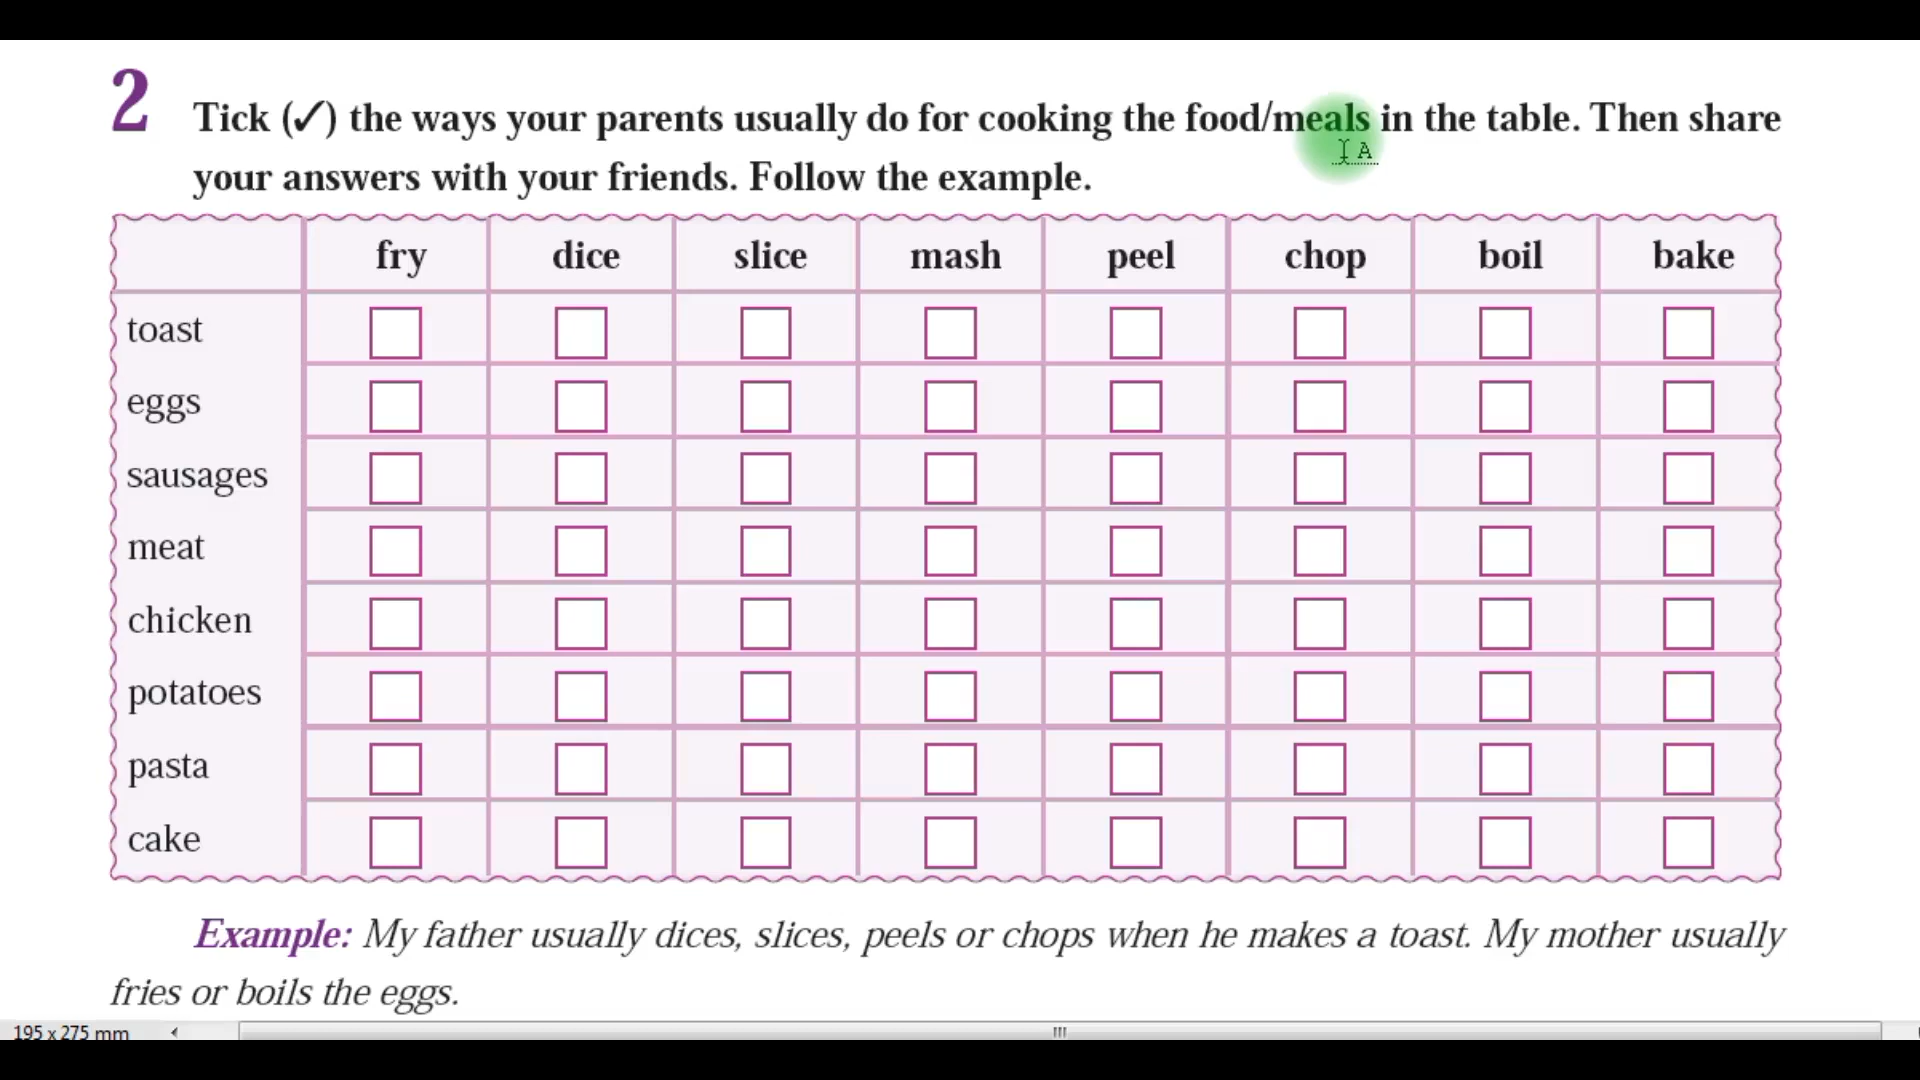 2
Tick (✓) the ways your parents usually do for cooking the food/meals in the table. Then share
your answers with your friends. Follow the example.
fry dice slice mash peel chop boil bake
toast
eggs
sausages
meat
chicken
potatoes
pasta
cake
Example: My father usually dices, slices, peels or chops when he makes a toast. My mother usually
fries or boils the eggs.
195 x 275 mm